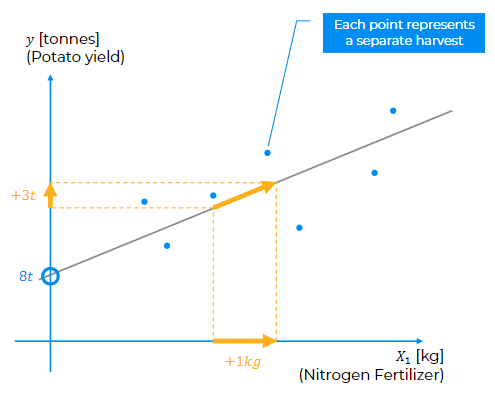 Each point represents
a separate harvest
y [tonnes]
(Potato yield)
+3t
8t
+1kg
X₁ [kg]
(Nitrogen Fertilizer)